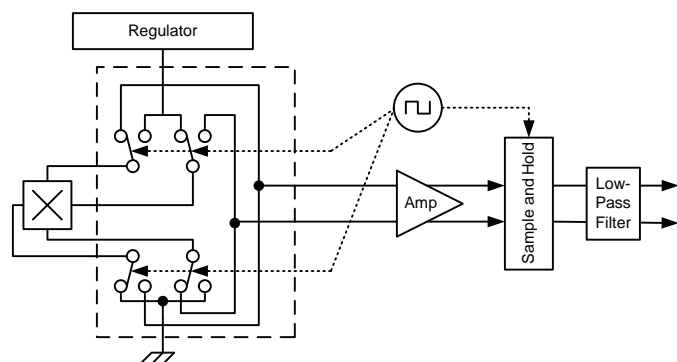 Regulator
Amp
Sample and Hold
Low-
Pass
Filter